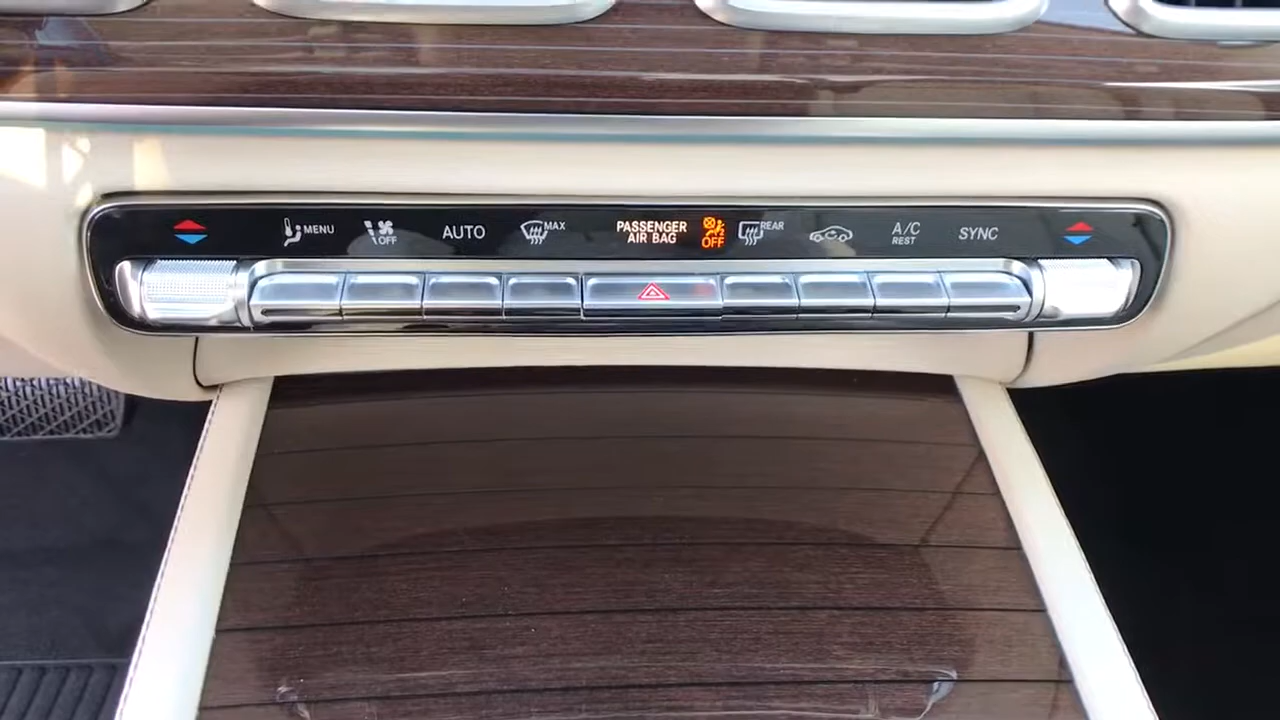 MENU
OFF
AUTO
MAX
PASSENGER
AIR BAG
OFF
REAR
A/C
REST
SYNC